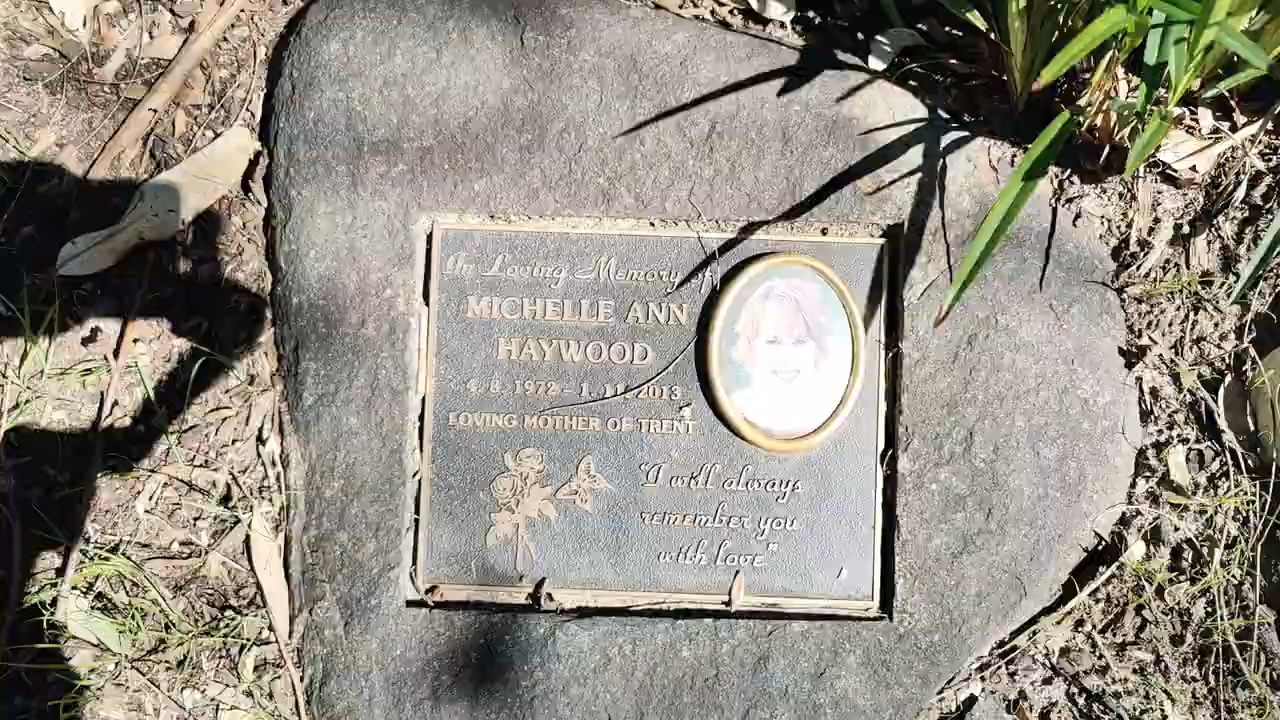 In Loving Memory of
MICHELLE ANN
HAYWOOD
4. 8. 1972 - 1. 11. 2013
LOVING MOTHER OF TRENT
"I will always
remember you
with love"